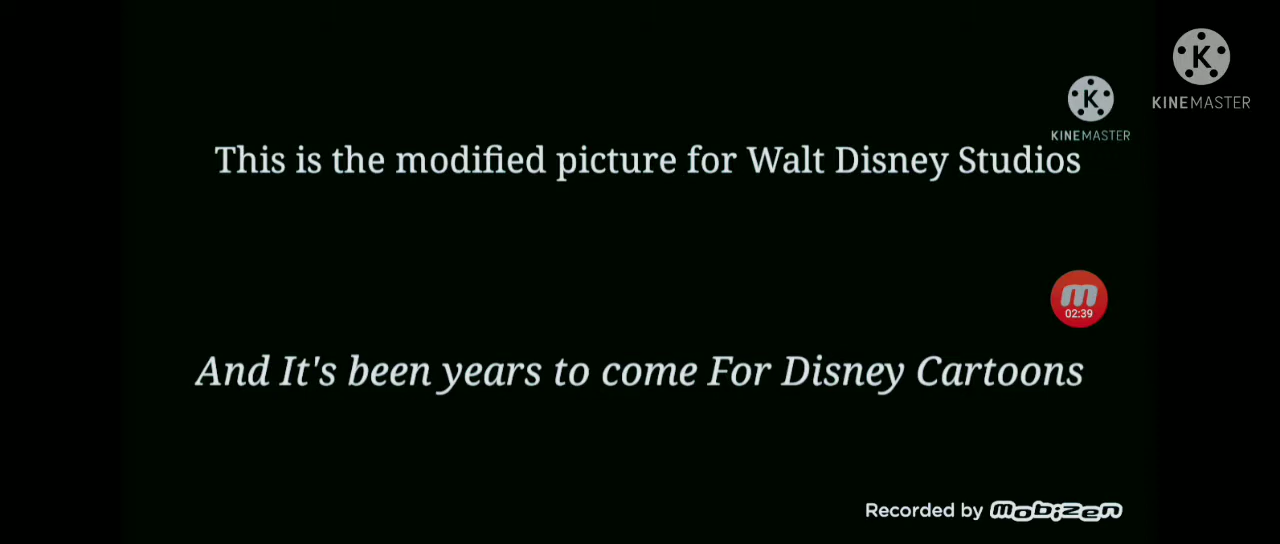 KINEMASTER
KINEMASTER
This is the modified picture for Walt Disney Studios
02:39
And It's been years to come For Disney Cartoons
Recorded by mobizen